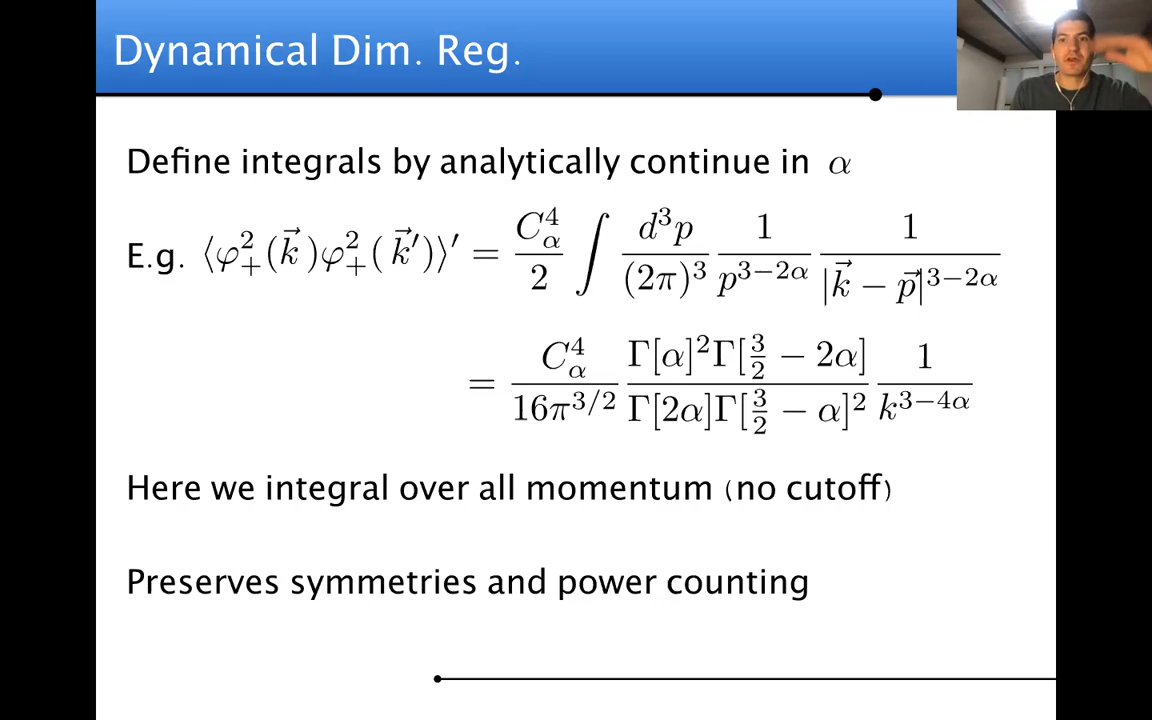 Dynamical Dim. Reg.
Define integrals by analytically continue in α
E.g. ⟨φ₊²(k⃗)φ₊²(k⃗′)⟩′ = C_α⁴/2 ∫ d³p/(2π)³ 1/p^{3−2α} 1/|k⃗ − p⃗|^{3−2α}
= C_α⁴/16π^{3/2} Γ[α]²Γ[3/2 − 2α]/Γ[2α]Γ[3/2 − α]² 1/k^{3−4α}
Here we integral over all momentum (no cutoff)
Preserves symmetries and power counting